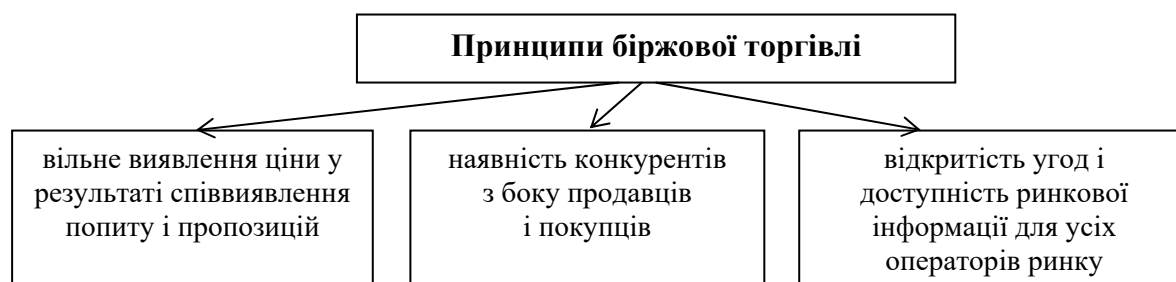 Принципи біржової торгівлі
вільне виявлення ціни у
результаті співвиявлення
попиту і пропозицій
наявність конкурентів
з боку продавців
і покупців
відкритість угод і
доступність ринкової
інформації для усіх
операторів ринку